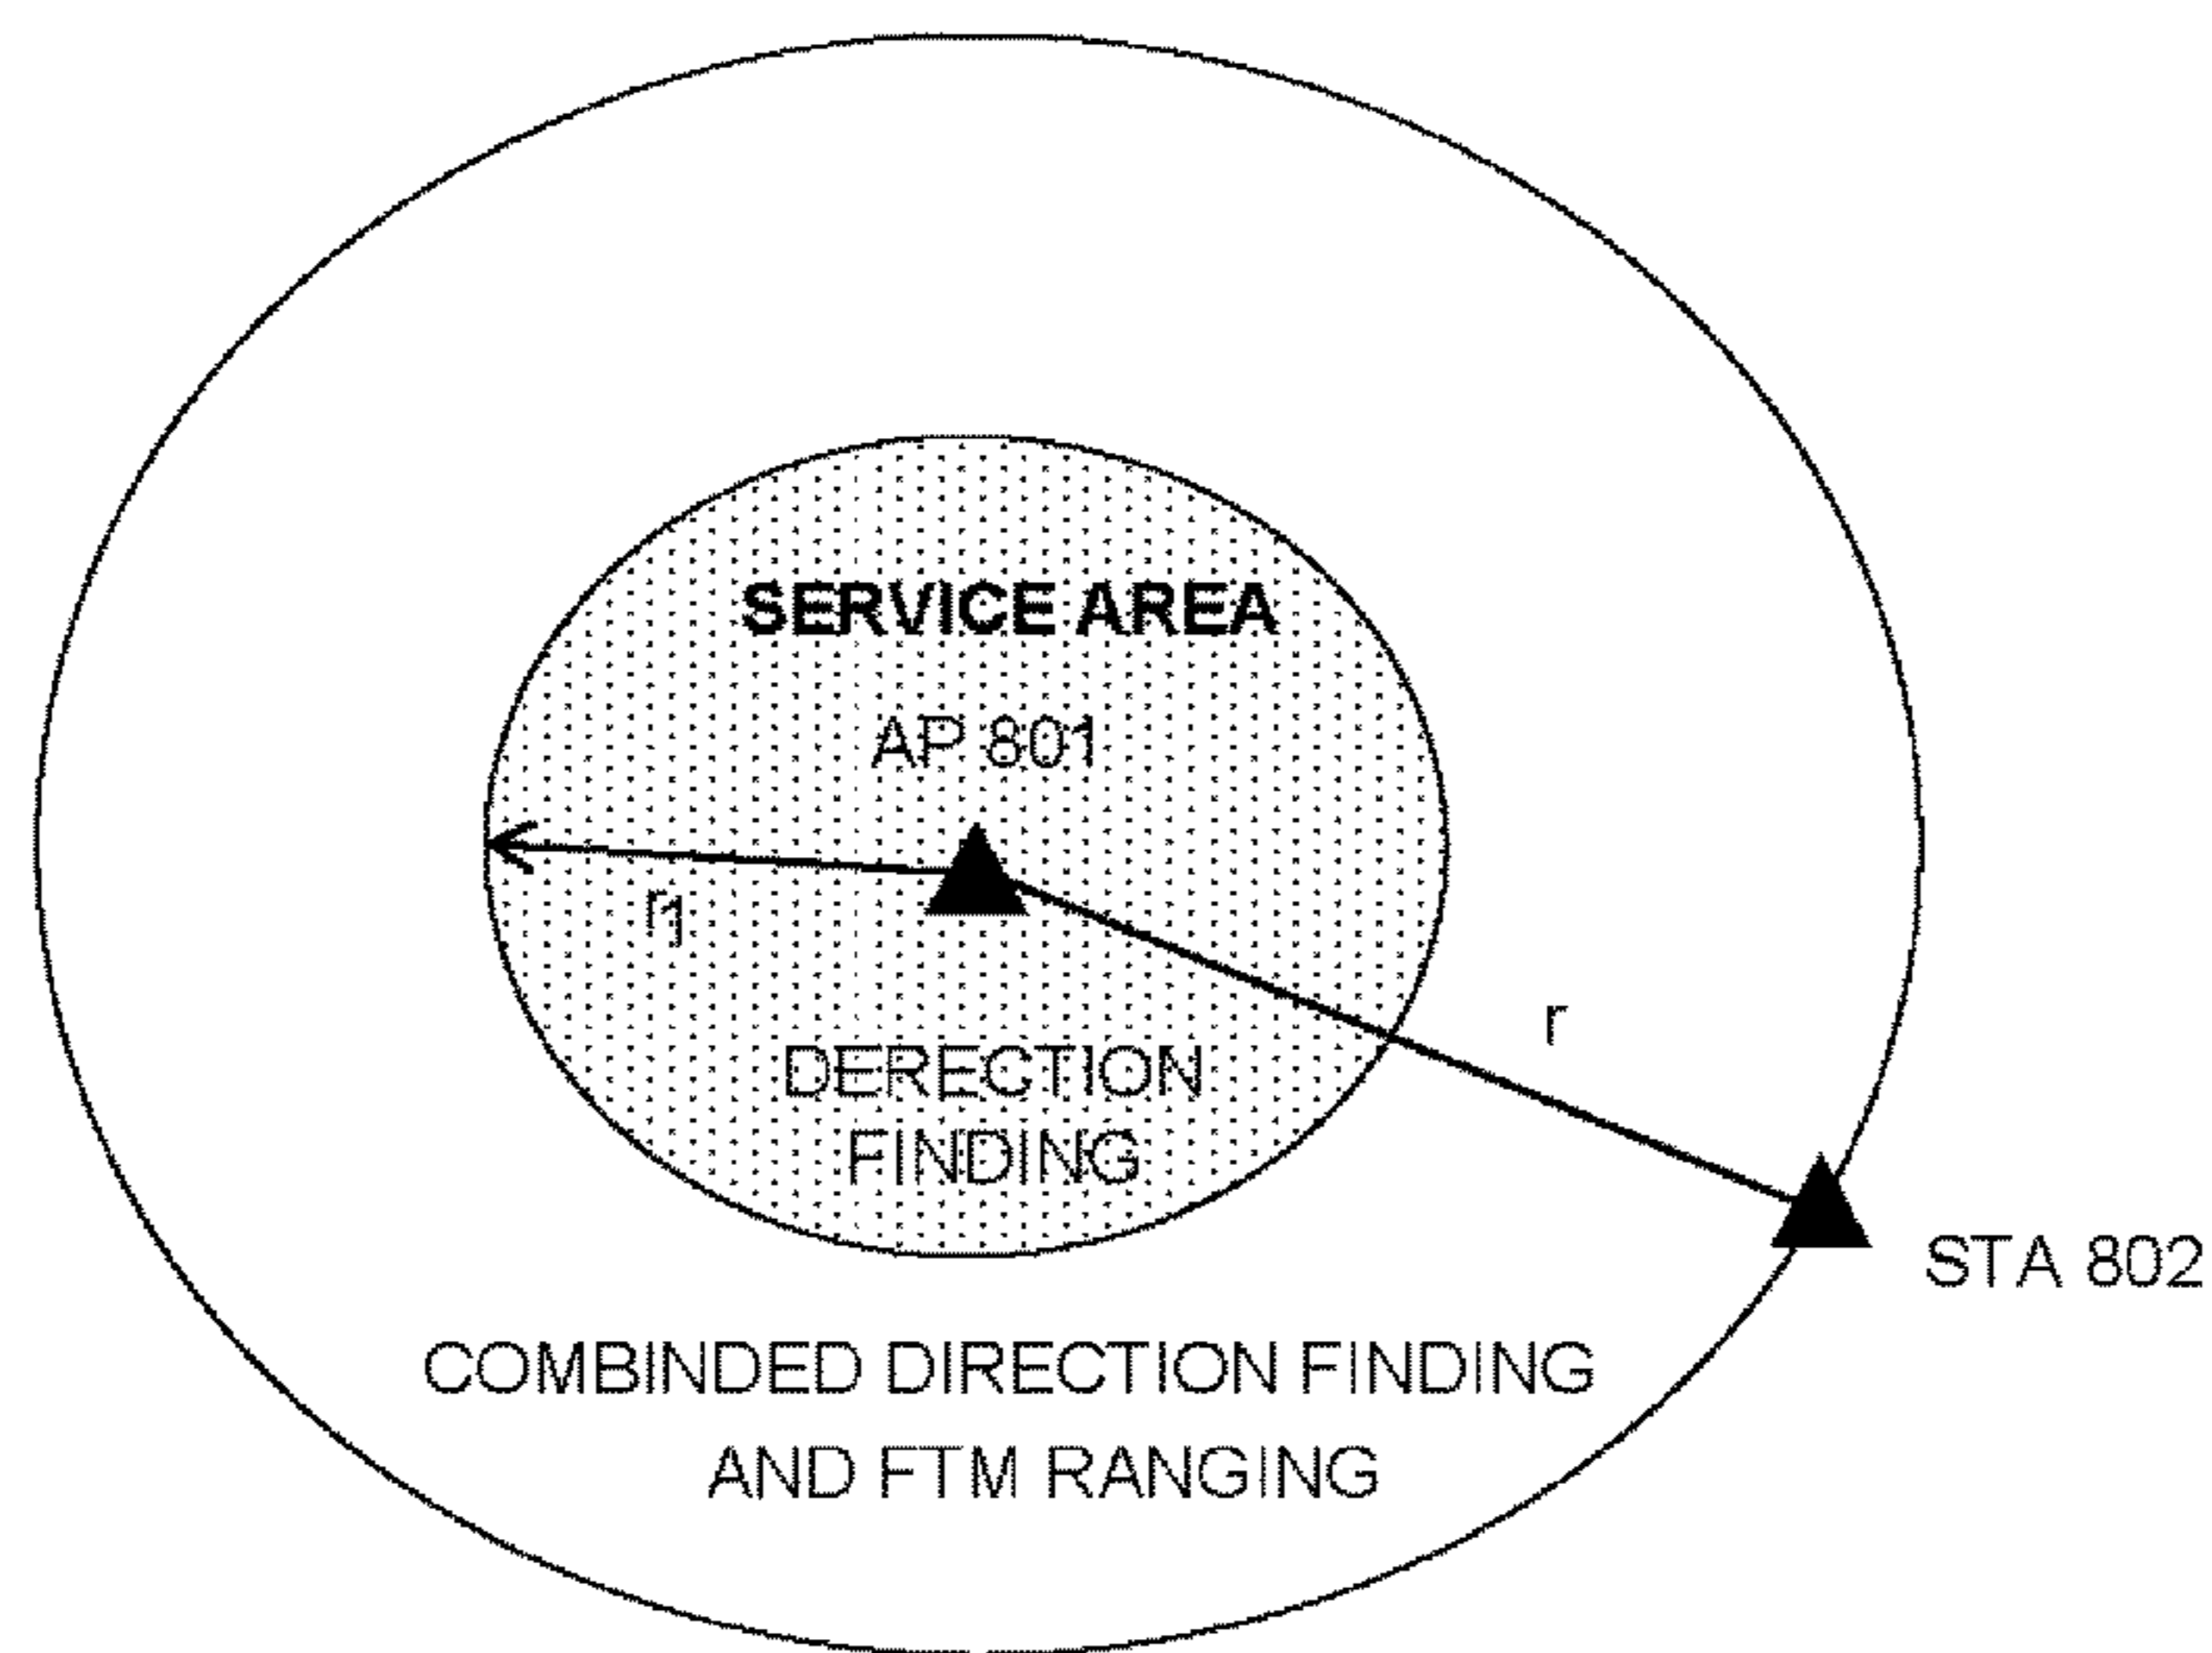 SERVICE AREA
AP 801
r1
r
DERECTION
FINDING
STA 802
COMBINDED DIRECTION FINDING
AND FTM RANGING